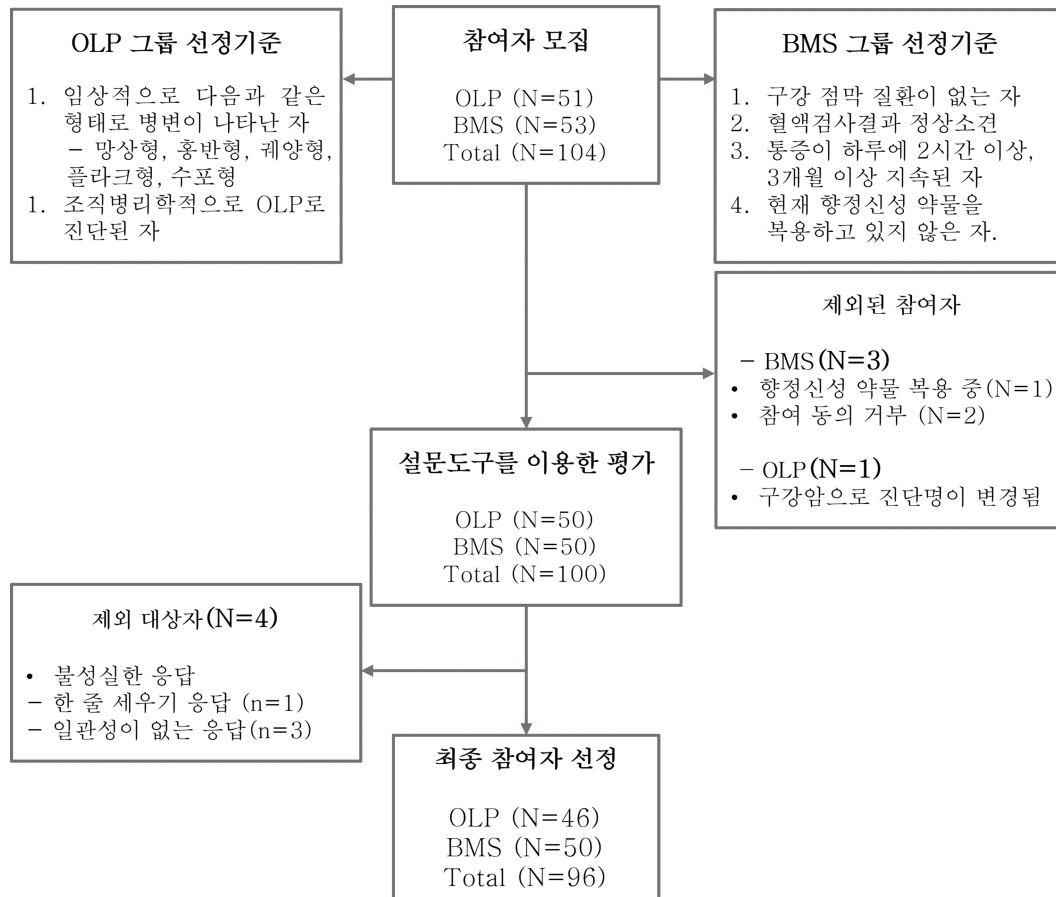 OLP 그룹 선정기준
1. 임상적으로 다음과 같은
형태로 병변이 나타난 자
– 망상형, 홍반형, 궤양형,
플라크형, 수포형
1. 조직병리학적으로 OLP로
진단된 자
참여자 모집
OLP (N=51)
BMS (N=53)
Total (N=104)
BMS 그룹 선정기준
1. 구강 점막 질환이 없는 자
2. 혈액검사결과 정상소견
3. 통증이 하루에 2시간 이상,
3개월 이상 지속된 자
4. 현재 향정신성 약물을
복용하고 있지 않은 자.
제외된 참여자
– BMS(N=3)
• 향정신성 약물 복용 중(N=1)
• 참여 동의 거부 (N=2)
– OLP(N=1)
• 구강암으로 진단명이 변경됨
설문도구를 이용한 평가
OLP (N=50)
BMS (N=50)
Total (N=100)
제외 대상자(N=4)
• 불성실한 응답
– 한 줄 세우기 응답 (n=1)
– 일관성이 없는 응답(n=3)
최종 참여자 선정
OLP (N=46)
BMS (N=50)
Total (N=96)